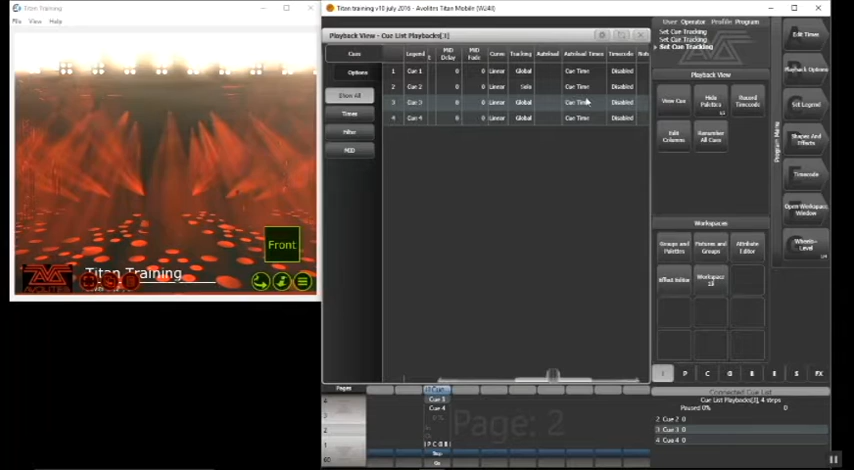 Titan Training
File View Help
Front
Titan Training
AVOLITES
Titan training v10 july 2016 - Avolites Titan Mobile
Playback View - Cue List Playbacks[3]
Cues
Options
Show All
Times
Filter
MID
Legend MID Delay MID Fade Curve Tracking Autoload Autoload Times Timecode
1 Cue 1 0 0 Linear Global Cue Time Disabled
2 Cue 2 0 0 Linear Solo Cue Time Disabled
3 Cue 3 0 0 Linear Global Cue Time Disabled
4 Cue 4 0 0 Linear Global Cue Time Disabled
User Operator Profile Program
Set Cue Tracking
Set Cue Tracking
Set Cue Tracking
Playback View
View Cue
Hide Palettes
Record Timecode
Edit Columns
Renumber All Cues
Workspaces
Groups and Palettes
Fixtures and Groups
Attribute Editor
Effect Editor
Program Menu
Edit Times
Playback Options
Set Legend
Shapes And Effects
Timecode
Open Workspace Window
Wheels=
Level
I P C G B E S FX
Connected Cue List
Cue List Playbacks[3], 4 steps
Paused 0% 0
2 Cue 2 0
3 Cue 3 0
4 Cue 4 0
Pages
4
3
2
1
60
Cue 4
Page: 2